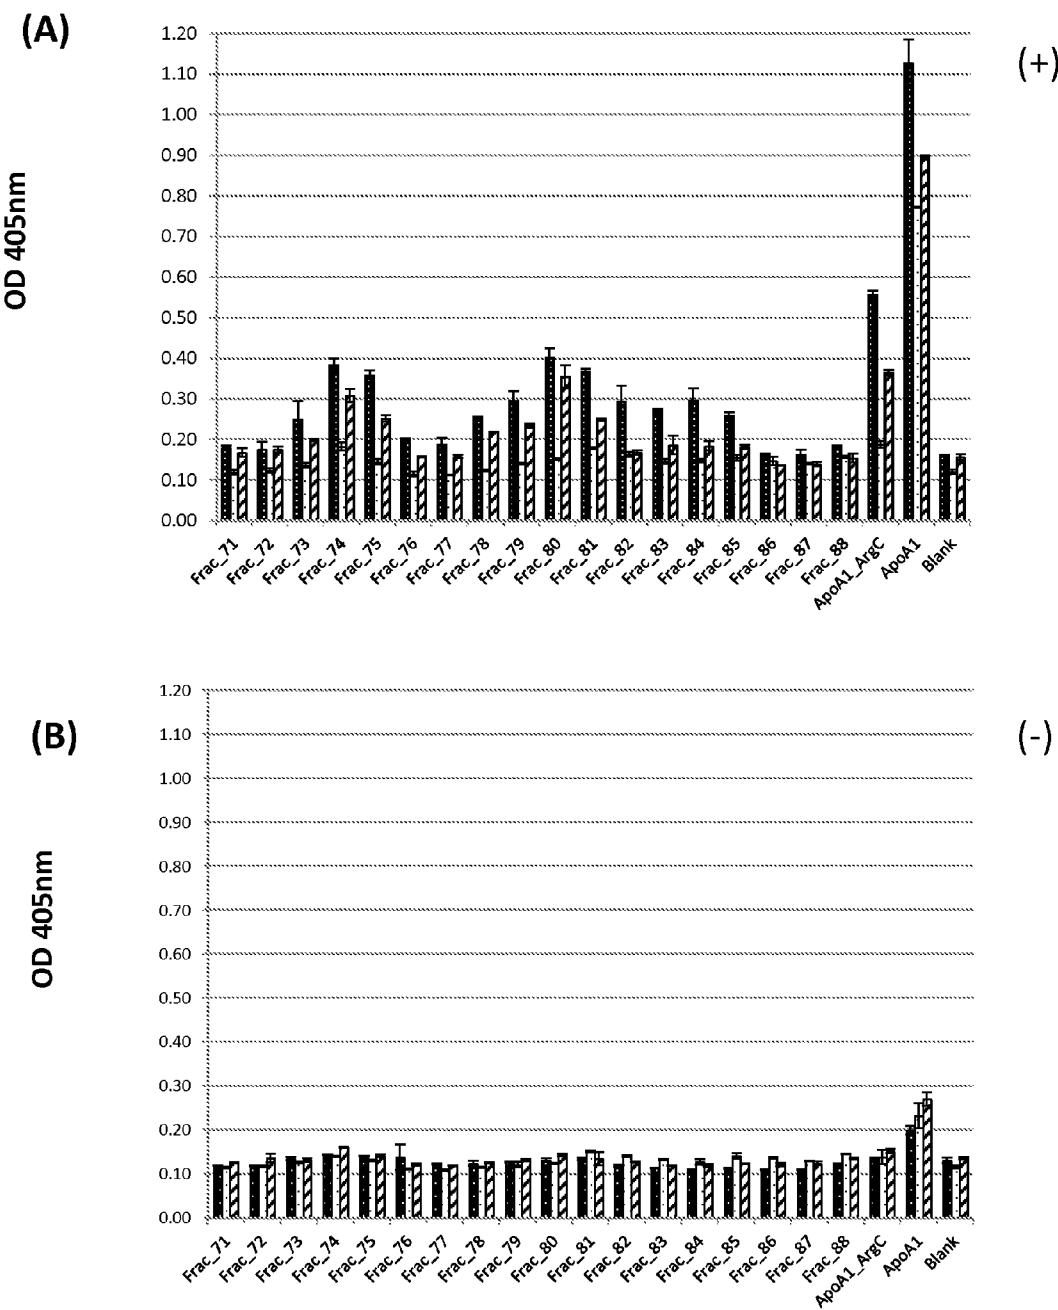 (A)
(+)
OD 405nm
1.20
1.10
1.00
0.90
0.80
0.70
0.60
0.50
0.40
0.30
0.20
0.10
0.00
Frac_71
Frac_72
Frac_73
Frac_74
Frac_75
Frac_76
Frac_77
Frac_78
Frac_79
Frac_80
Frac_81
Frac_82
Frac_83
Frac_84
Frac_85
Frac_86
Frac_87
Frac_88
ApoA1_ArgC
ApoA1
Blank
(B)
(-)
OD 405nm
1.20
1.10
1.00
0.90
0.80
0.70
0.60
0.50
0.40
0.30
0.20
0.10
0.00
Frac_71
Frac_72
Frac_73
Frac_74
Frac_75
Frac_76
Frac_77
Frac_78
Frac_79
Frac_80
Frac_81
Frac_82
Frac_83
Frac_84
Frac_85
Frac_86
Frac_87
Frac_88
ApoA1_ArgC
ApoA1
Blank